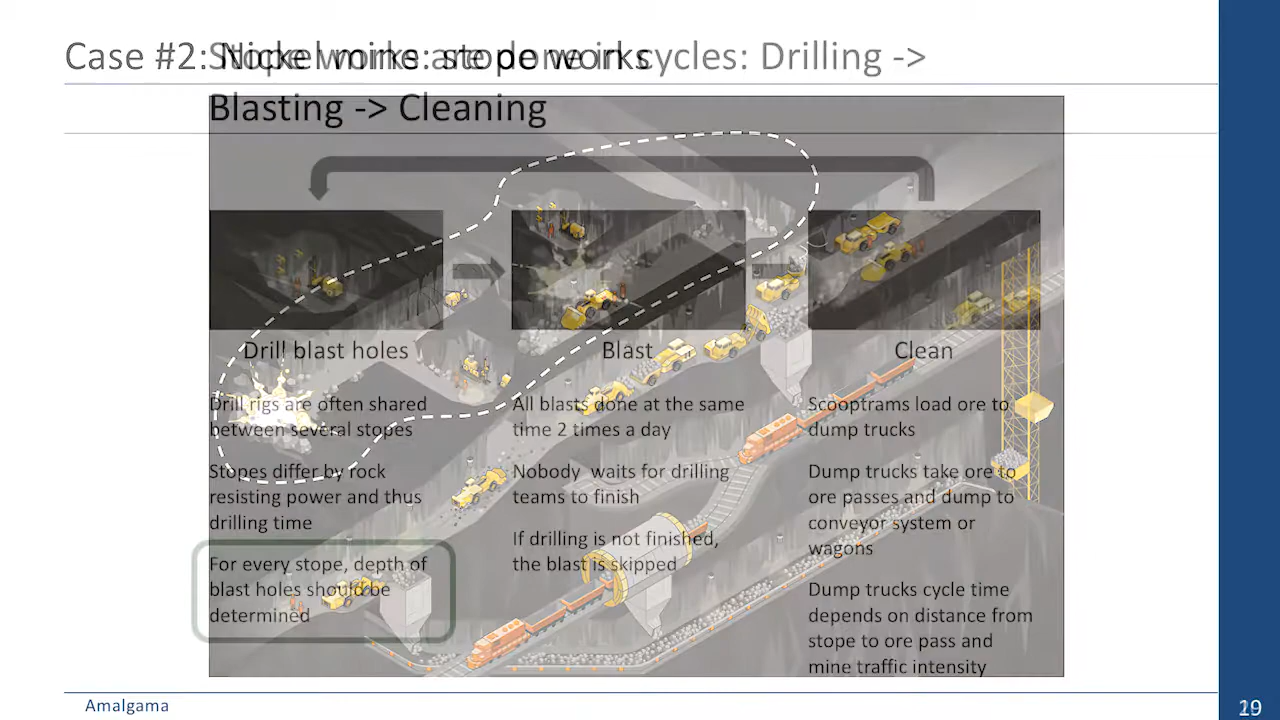 Case #2: Nickel mine: stope works
Stope works are done in cycles: Drilling ->
Blasting -> Cleaning
Drill blast holes
Drill rigs are often shared
between several stopes
Stopes differ by rock
resisting power and thus
drilling time
For every stope, depth of
blast holes should be
determined
Blast
All blasts done at the same
time 2 times a day
Nobody waits for drilling
teams to finish
If drilling is not finished,
the blast is skipped
Clean
Scooptrams load ore to
dump trucks
Dump trucks take ore to
ore passes and dump to
conveyor system or
wagons
Dump trucks cycle time
depends on distance from
stope to ore pass and
mine traffic intensity
Amalgama